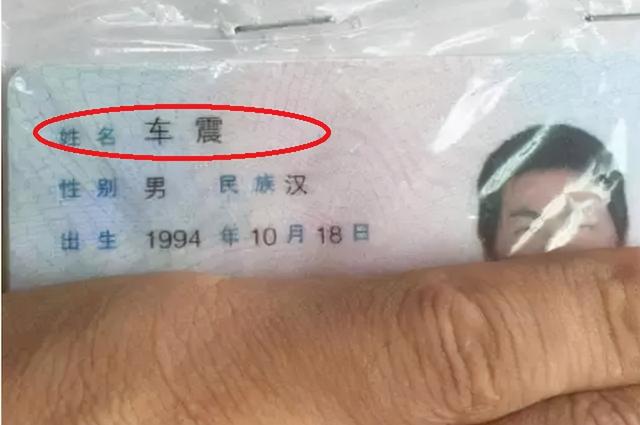 姓名 车震
性别 男 民族 汉
出生 1994 年 10 月 18 日